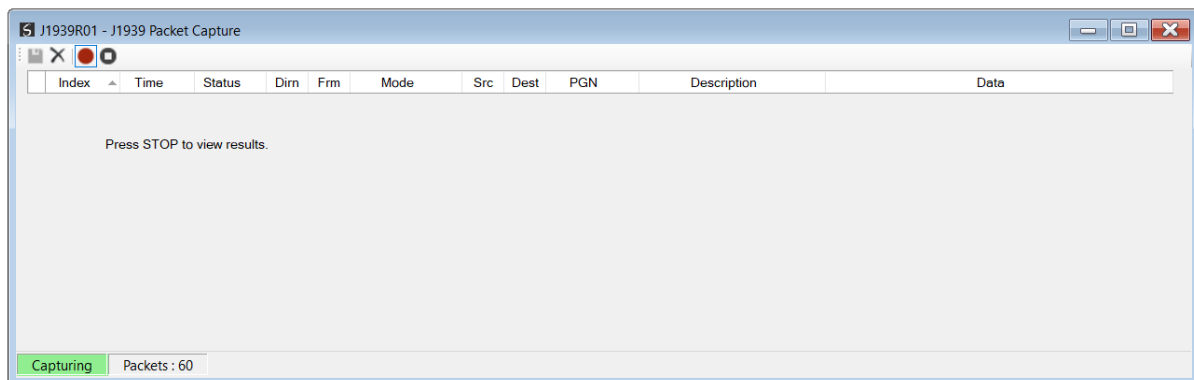 J1939R01 - J1939 Packet Capture
Index Time Status Dirn Frm Mode Src Dest PGN Description Data
Press STOP to view results.
Capturing Packets : 60